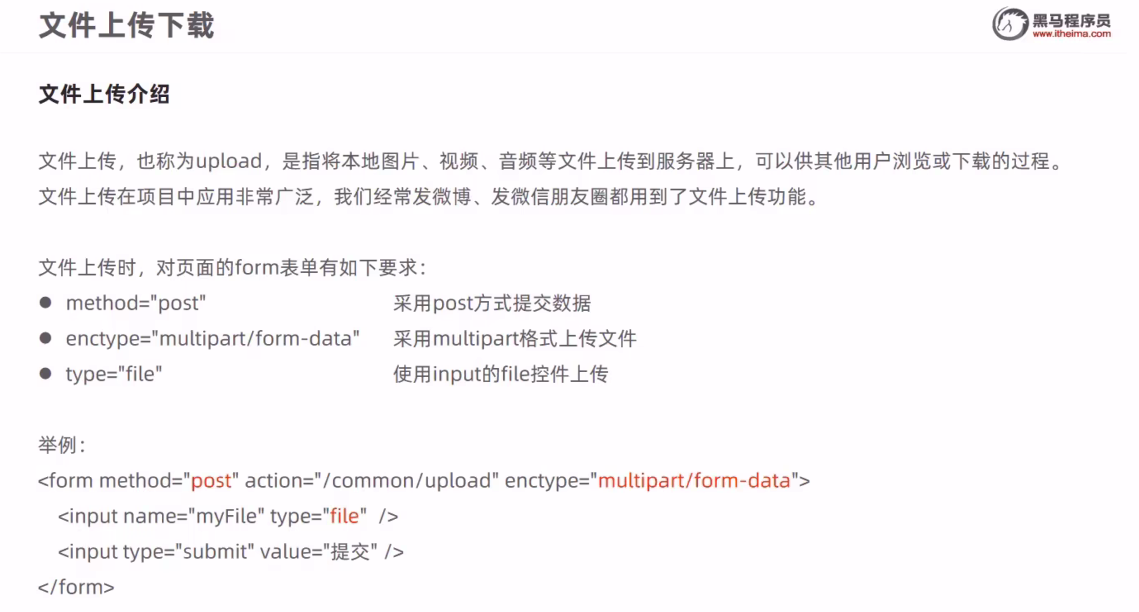 文件上传下载
黑马程序员
www.itheima.com
文件上传介绍
文件上传，也称为upload，是指将本地图片、视频、音频等文件上传到服务器上，可以供其他用户浏览或下载的过程。
文件上传在项目中应用非常广泛，我们经常发微博、发微信朋友圈都用到了文件上传功能。
文件上传时，对页面的form表单有如下要求：
● method="post" 采用post方式提交数据
● enctype="multipart/form-data" 采用multipart格式上传文件
● type="file" 使用input的file控件上传
举例：
<form method="post" action="/common/upload" enctype="multipart/form-data">
<input name="myFile" type="file" />
<input type="submit" value="提交" />
</form>